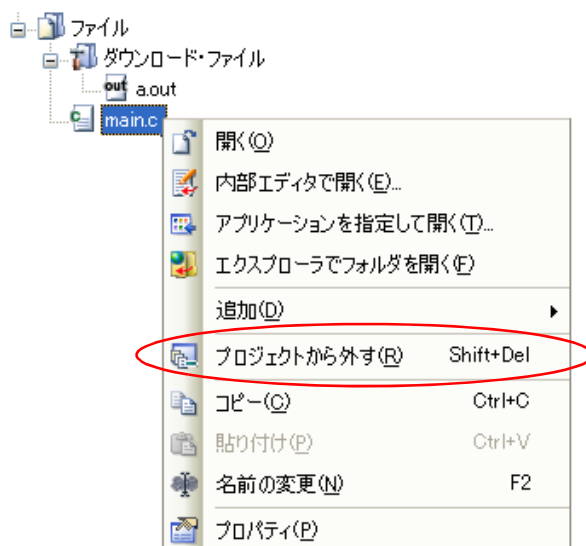 ファイル
ダウンロード・ファイル
out a.out
c main.c
開く(O)
内部エディタで開く(E)...
アプリケーションを指定して開く(T)...
エクスプローラでフォルダを開く(F)
追加(D)
プロジェクトから外す(R) Shift+Del
コピー(C) Ctrl+C
貼り付け(P) Ctrl+V
名前の変更(N) F2
プロパティ(P)